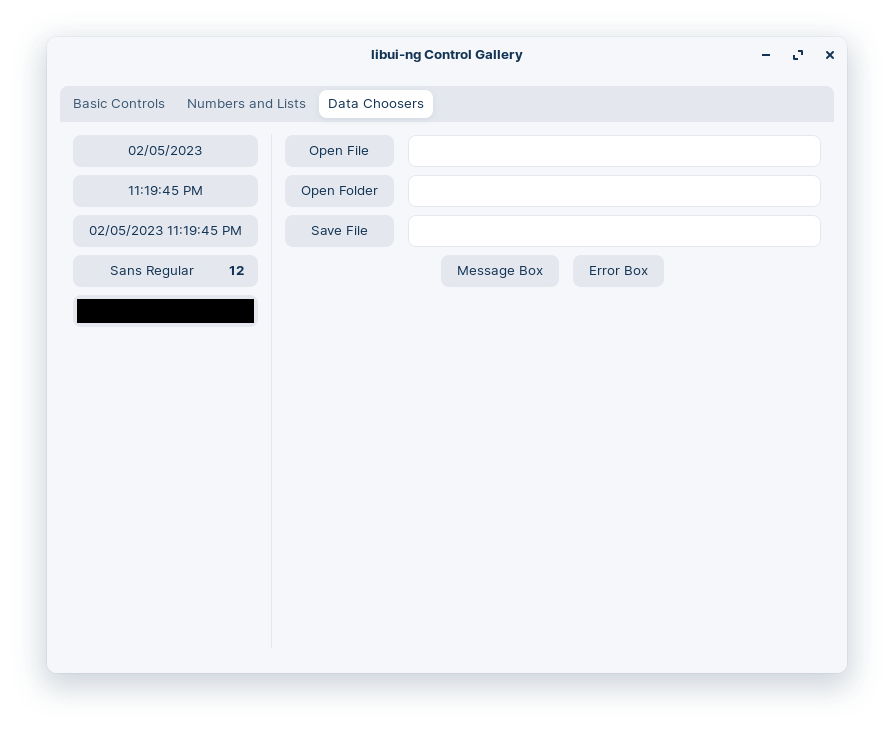 libui-ng Control Gallery
Basic Controls Numbers and Lists Data Choosers
02/05/2023
11:19:45 PM
02/05/2023 11:19:45 PM
Sans Regular 12
Open File
Open Folder
Save File
Message Box Error Box